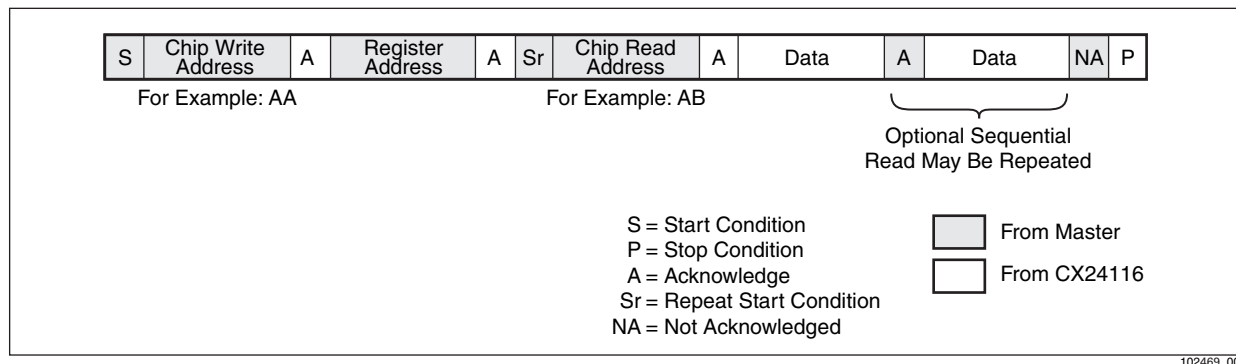 S Chip Write Address A Register Address A Sr Chip Read Address A Data A Data NA P
For Example: AA For Example: AB
Optional Sequential
Read May Be Repeated
S = Start Condition
P = Stop Condition
A = Acknowledge
Sr = Repeat Start Condition
NA = Not Acknowledged
From Master
From CX24116